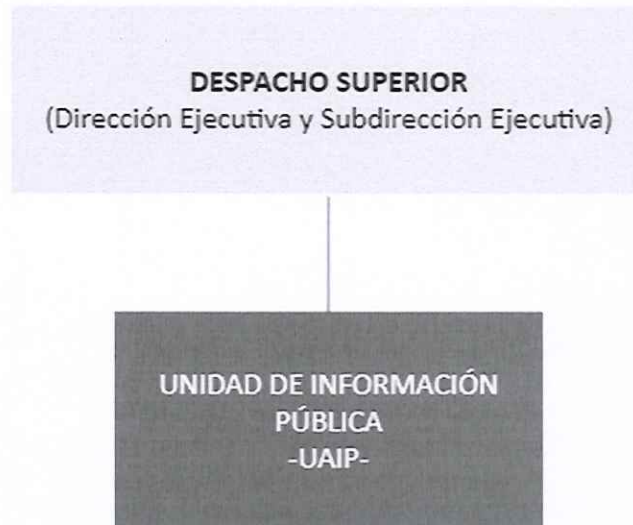 DESPACHO SUPERIOR
(Dirección Ejecutiva y Subdirección Ejecutiva)
UNIDAD DE INFORMACIÓN
PÚBLICA
-UAIP-